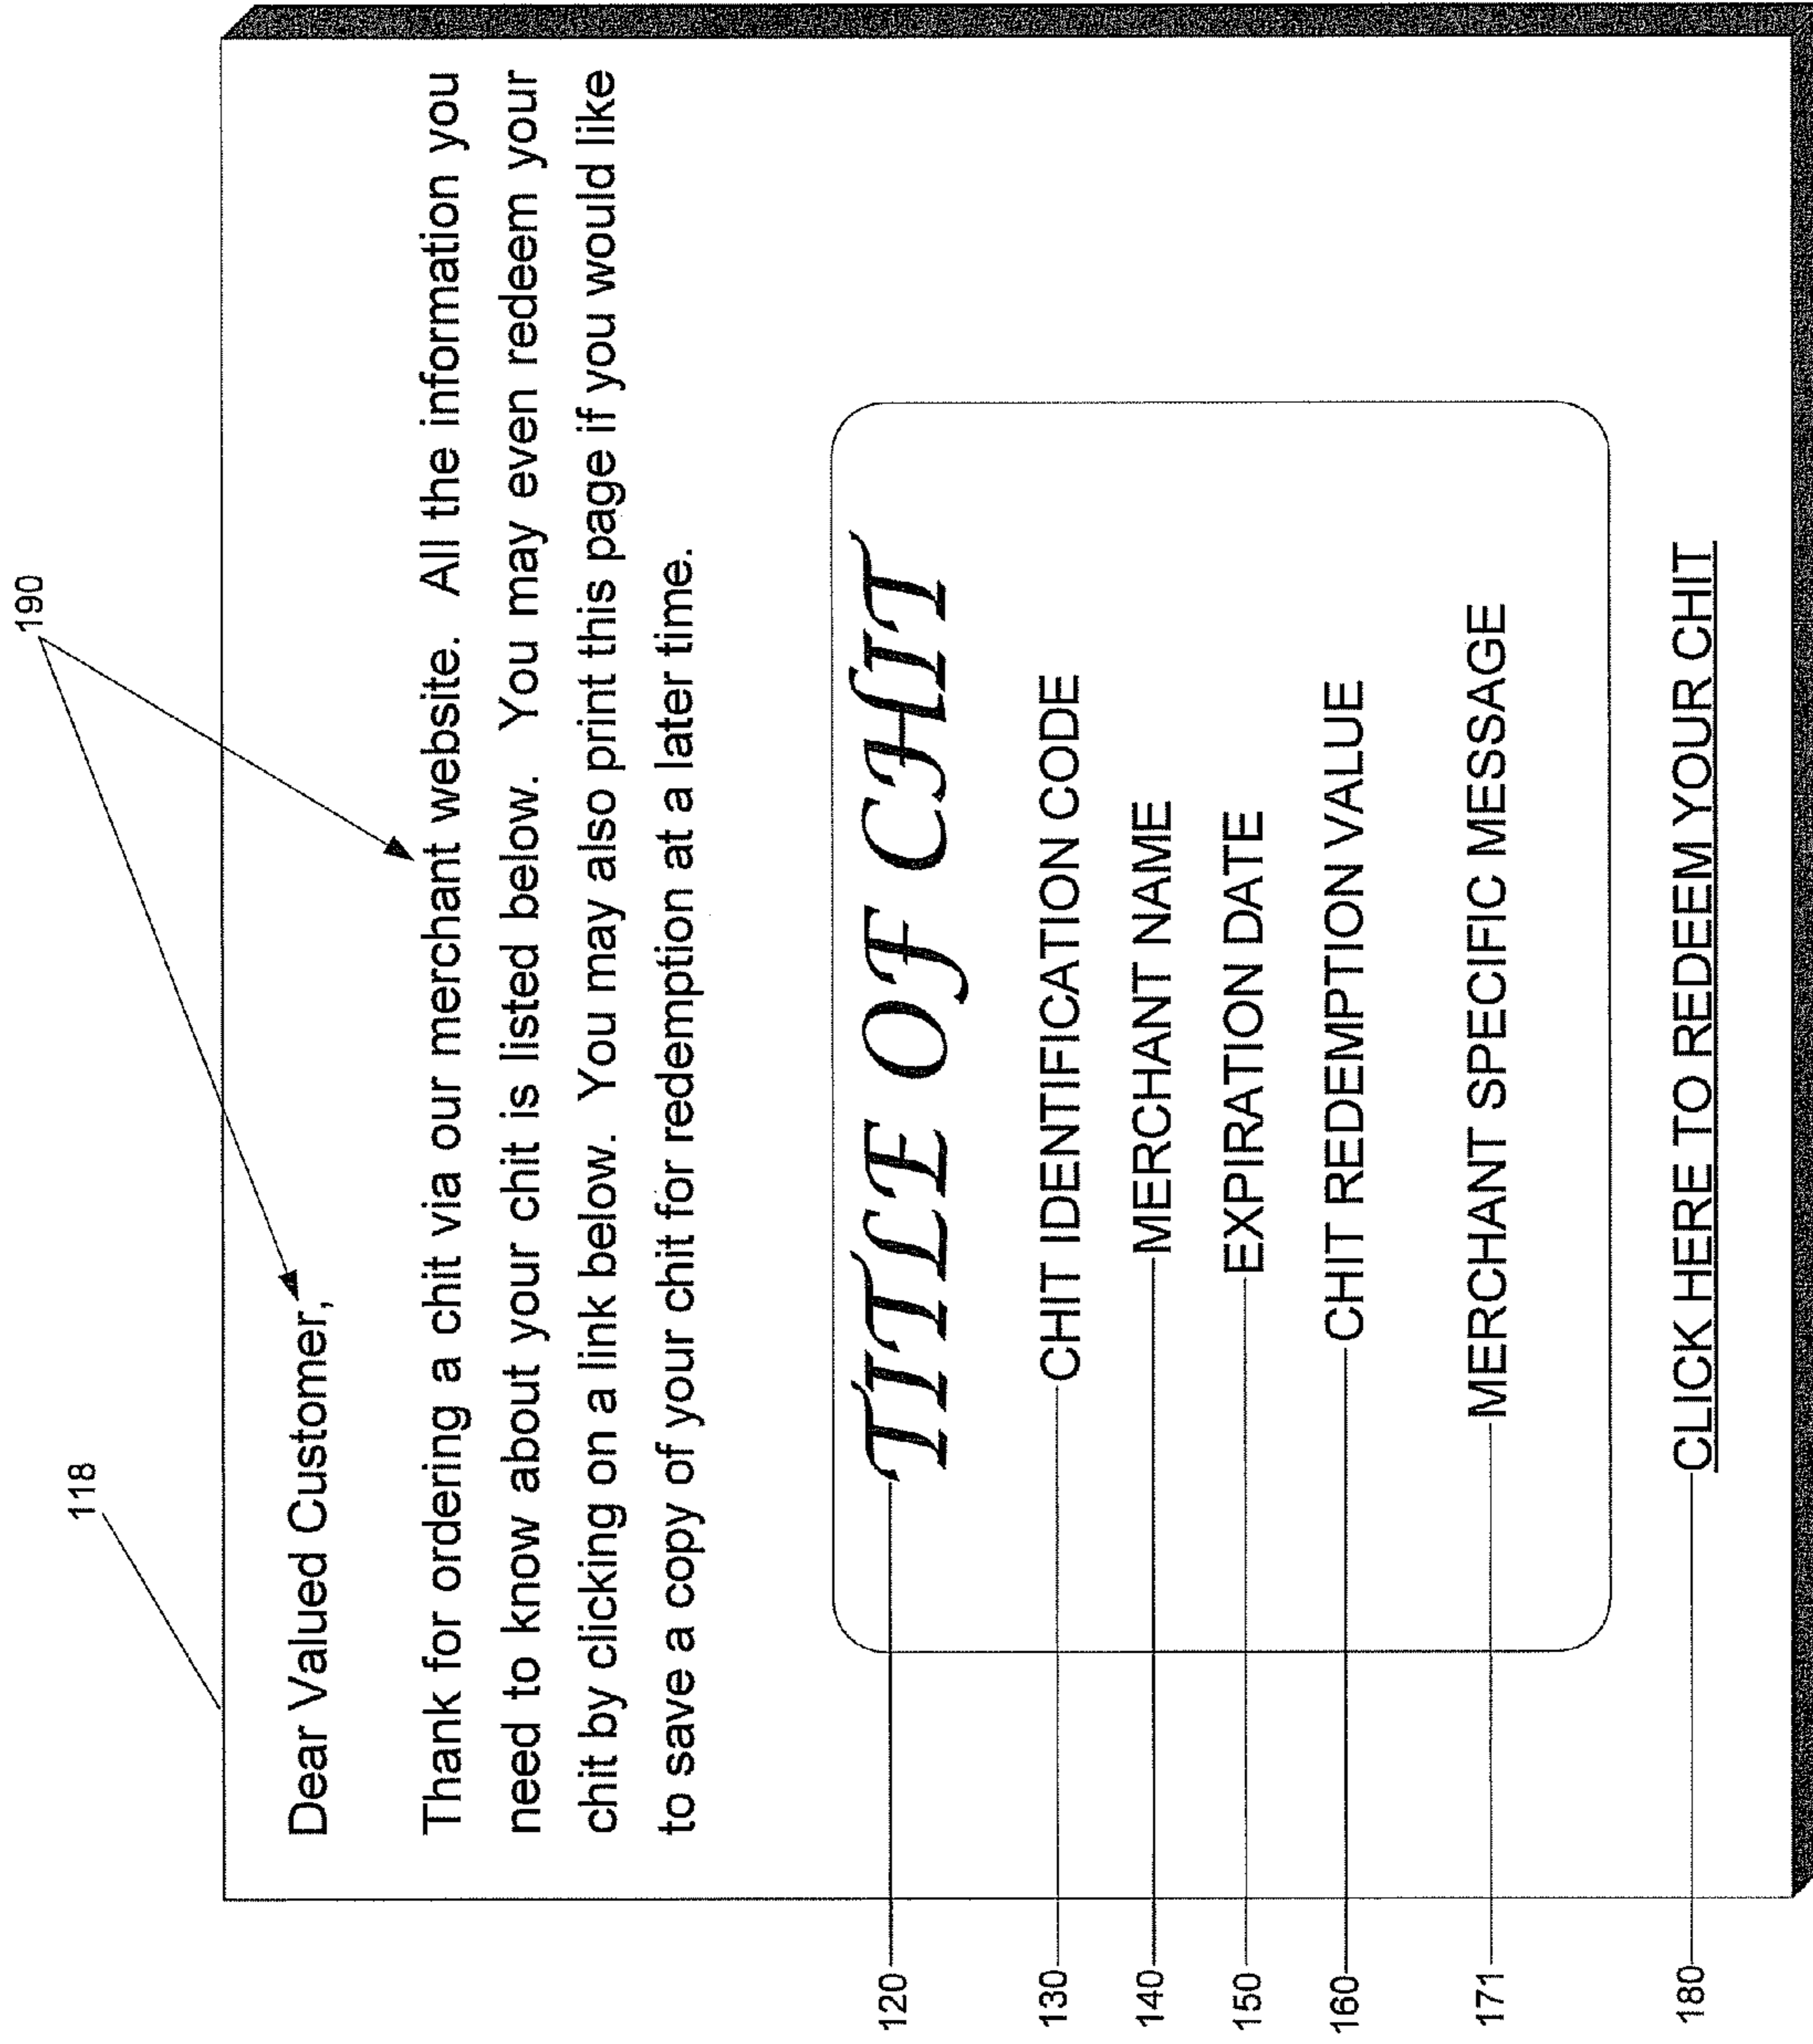 190
118
Dear Valued Customer,
Thank for ordering a chit via our merchant website. All the information you
need to know about your chit is listed below. You may even redeem your
chit by clicking on a link below. You may also print this page if you would like
to save a copy of your chit for redemption at a later time.
120 TITLE OF CHIT
130 CHIT IDENTIFICATION CODE
140 MERCHANT NAME
150 EXPIRATION DATE
160 CHIT REDEMPTION VALUE
171 MERCHANT SPECIFIC MESSAGE
180 CLICK HERE TO REDEEM YOUR CHIT